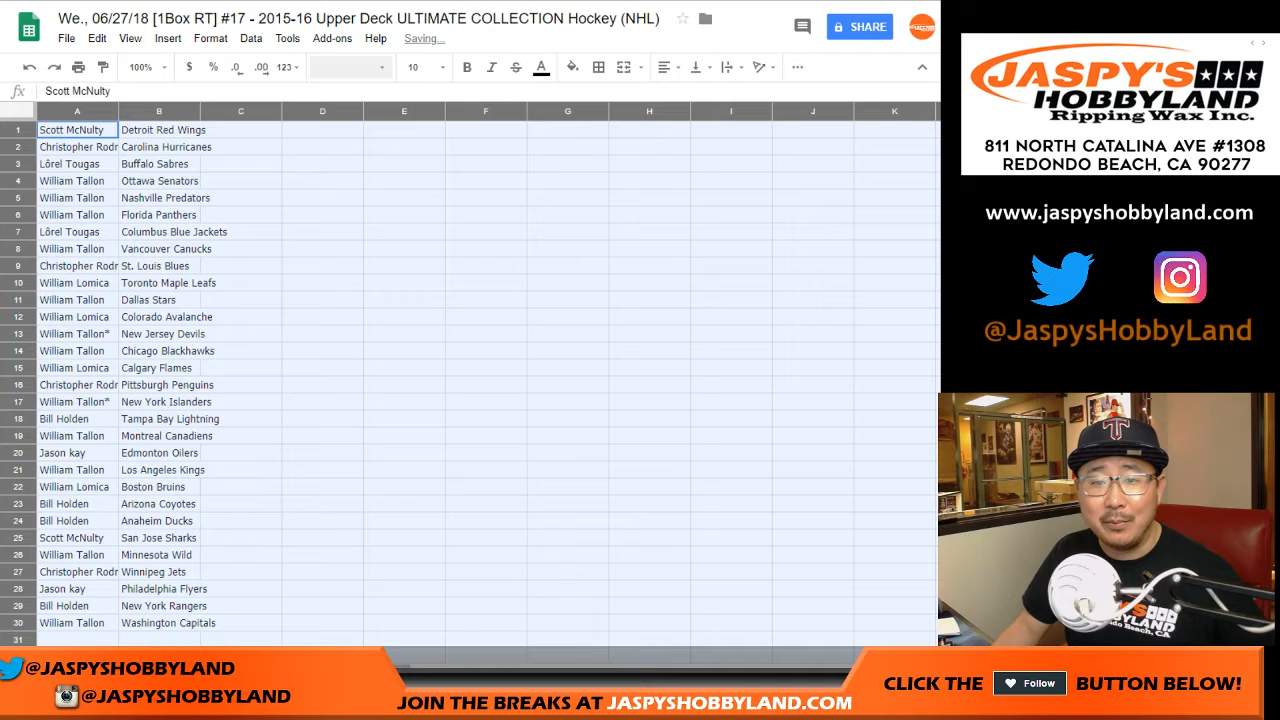 We., 06/27/18 [1Box RT] #17 - 2015-16 Upper Deck ULTIMATE COLLECTION Hockey (NHL)
File Edit View Insert Format Data Tools Add-ons Help Saving...
SHARE
100% $ % .0 .00 123 10 B I S A
fx Scott McNulty
A B C D E F G H I J K
1 Scott McNulty Detroit Red Wings
2 Christopher Rodr Carolina Hurricanes
3 Lôrel Tougas Buffalo Sabres
4 William Tallon Ottawa Senators
5 William Tallon Nashville Predators
6 William Tallon Florida Panthers
7 Lôrel Tougas Columbus Blue Jackets
8 William Tallon Vancouver Canucks
9 Christopher Rodr St. Louis Blues
10 William Lomica Toronto Maple Leafs
11 William Tallon Dallas Stars
12 William Lomica Colorado Avalanche
13 William Tallon* New Jersey Devils
14 William Tallon Chicago Blackhawks
15 William Lomica Calgary Flames
16 Christopher Rodr Pittsburgh Penguins
17 William Tallon* New York Islanders
18 Bill Holden Tampa Bay Lightning
19 William Tallon Montreal Canadiens
20 Jason kay Edmonton Oilers
21 William Tallon Los Angeles Kings
22 William Lomica Boston Bruins
23 Bill Holden Arizona Coyotes
24 Bill Holden Anaheim Ducks
25 Scott McNulty San Jose Sharks
26 William Tallon Minnesota Wild
27 Christopher Rodr Winnipeg Jets
28 Jason kay Philadelphia Flyers
29 Bill Holden New York Rangers
30 William Tallon Washington Capitals
31
JASPY'S
HOBBYLAND
Ripping Wax Inc.
811 NORTH CATALINA AVE #1308
REDONDO BEACH, CA 90277
www.jaspyshobbyland.com
@JaspysHobbyLand
T
@JASPYSHOBBYLAND
@JASPYSHOBBYLAND
JOIN THE BREAKS AT JASPYSHOBBYLAND.COM
CLICK THE Follow BUTTON BELOW!